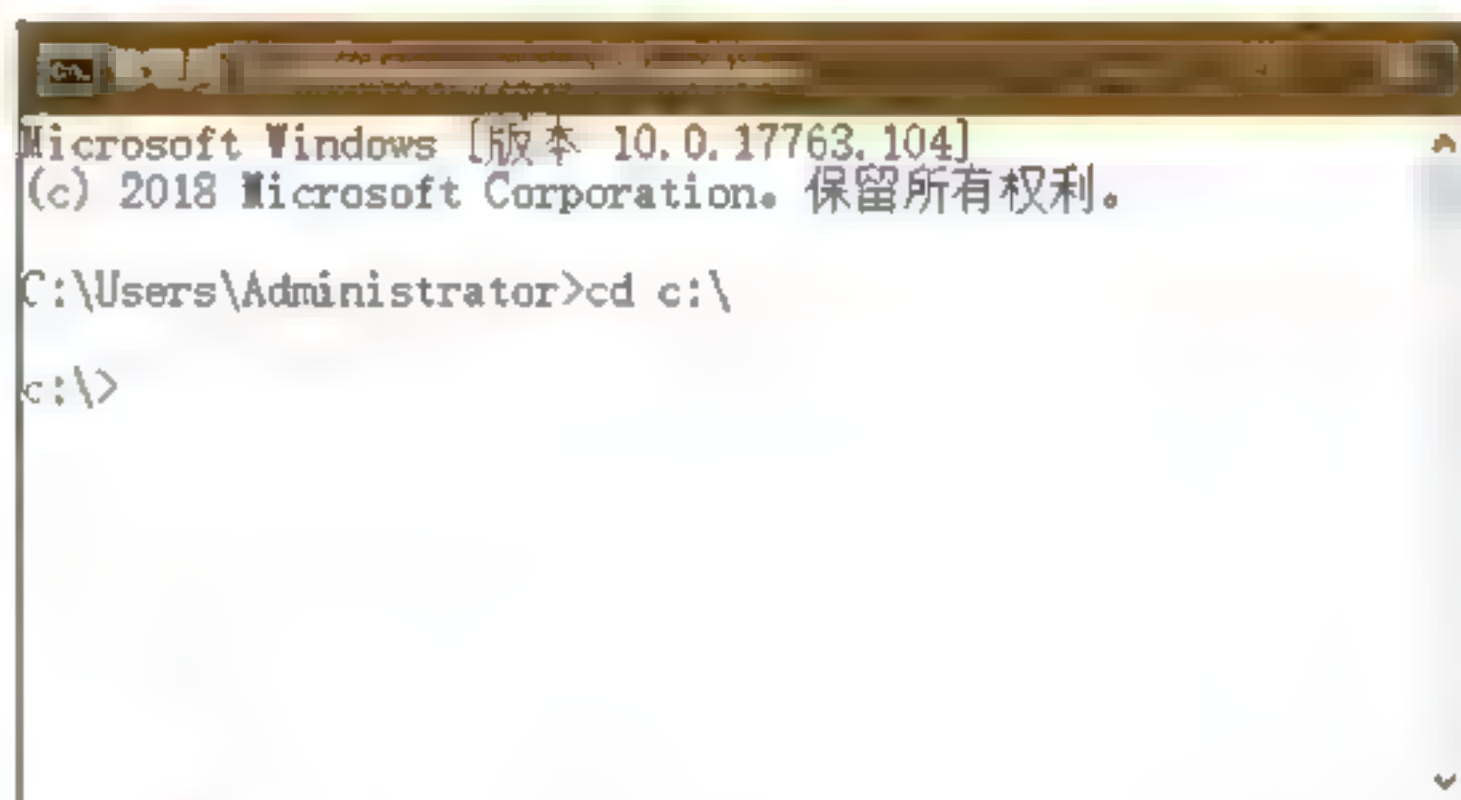 Microsoft Windows [版本 10.0.17763.104]
(c) 2018 Microsoft Corporation。保留所有权利。
C:\Users\Administrator>cd c:\
c:\>